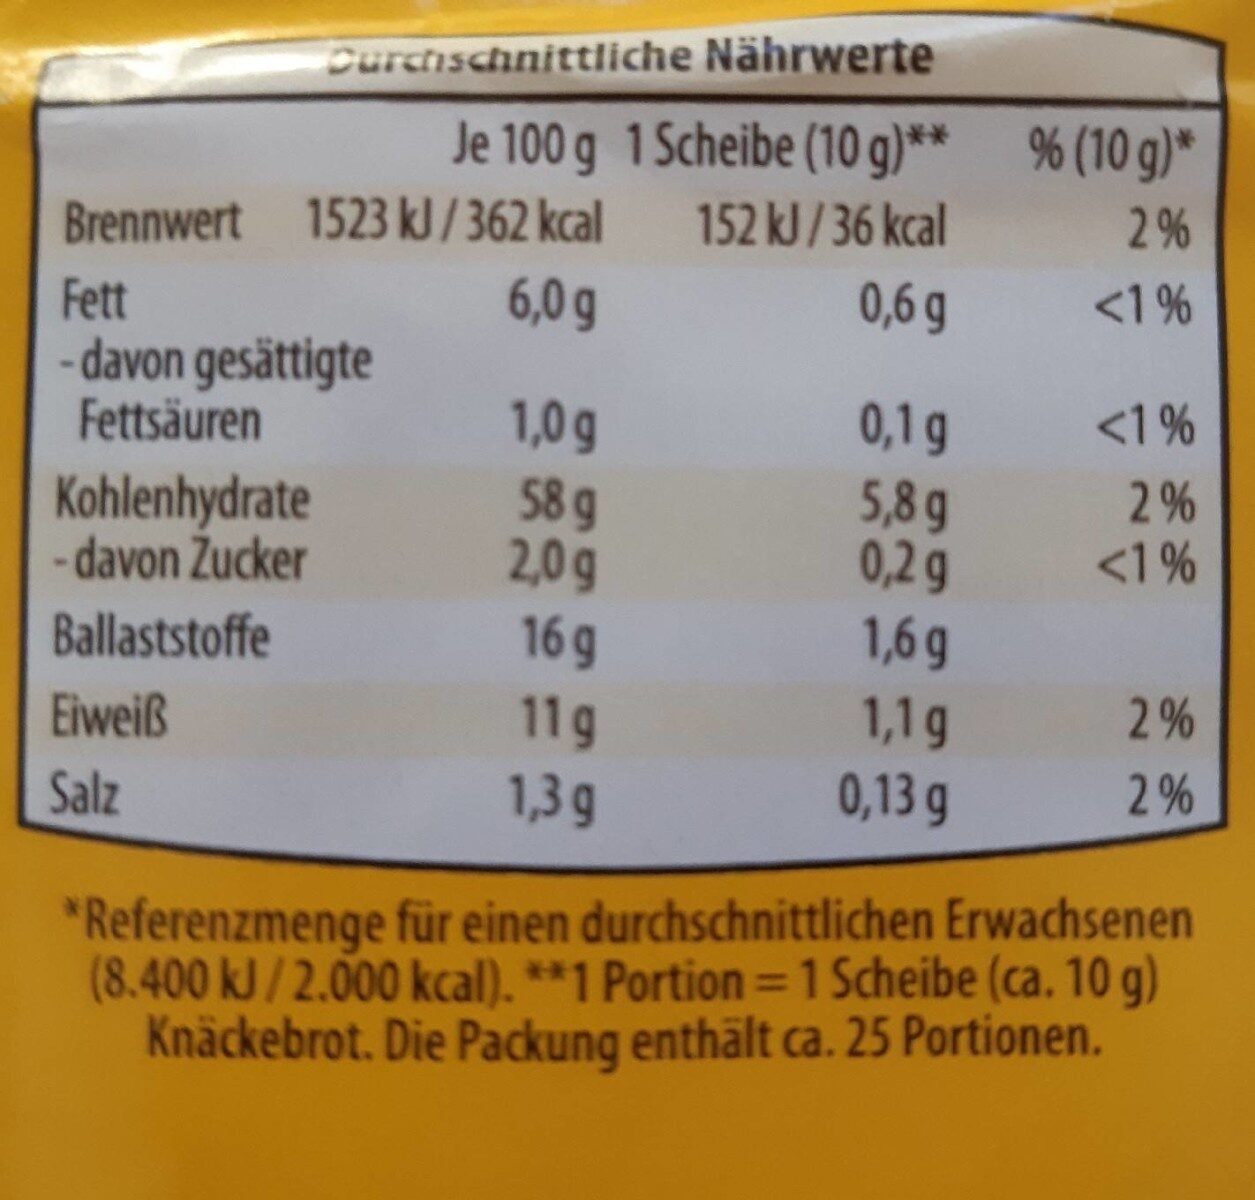 Durchschnittliche Nährwerte
Je 100 g 1 Scheibe (10 g)** % (10 g)*
Brennwert 1523 kJ / 362 kcal 152 kJ / 36 kcal 2 %
Fett 6,0 g 0,6 g <1 %
- davon gesättigte
Fettsäuren 1,0 g 0,1 g <1 %
Kohlenhydrate 58 g 5,8 g 2 %
- davon Zucker 2,0 g 0,2 g <1 %
Ballaststoffe 16 g 1,6 g
Eiweiß 11 g 1,1 g 2 %
Salz 1,3 g 0,13 g 2 %
*Referenzmenge für einen durchschnittlichen Erwachsenen
(8.400 kJ / 2.000 kcal). **1 Portion = 1 Scheibe (ca. 10 g)
Knäckebrot. Die Packung enthält ca. 25 Portionen.